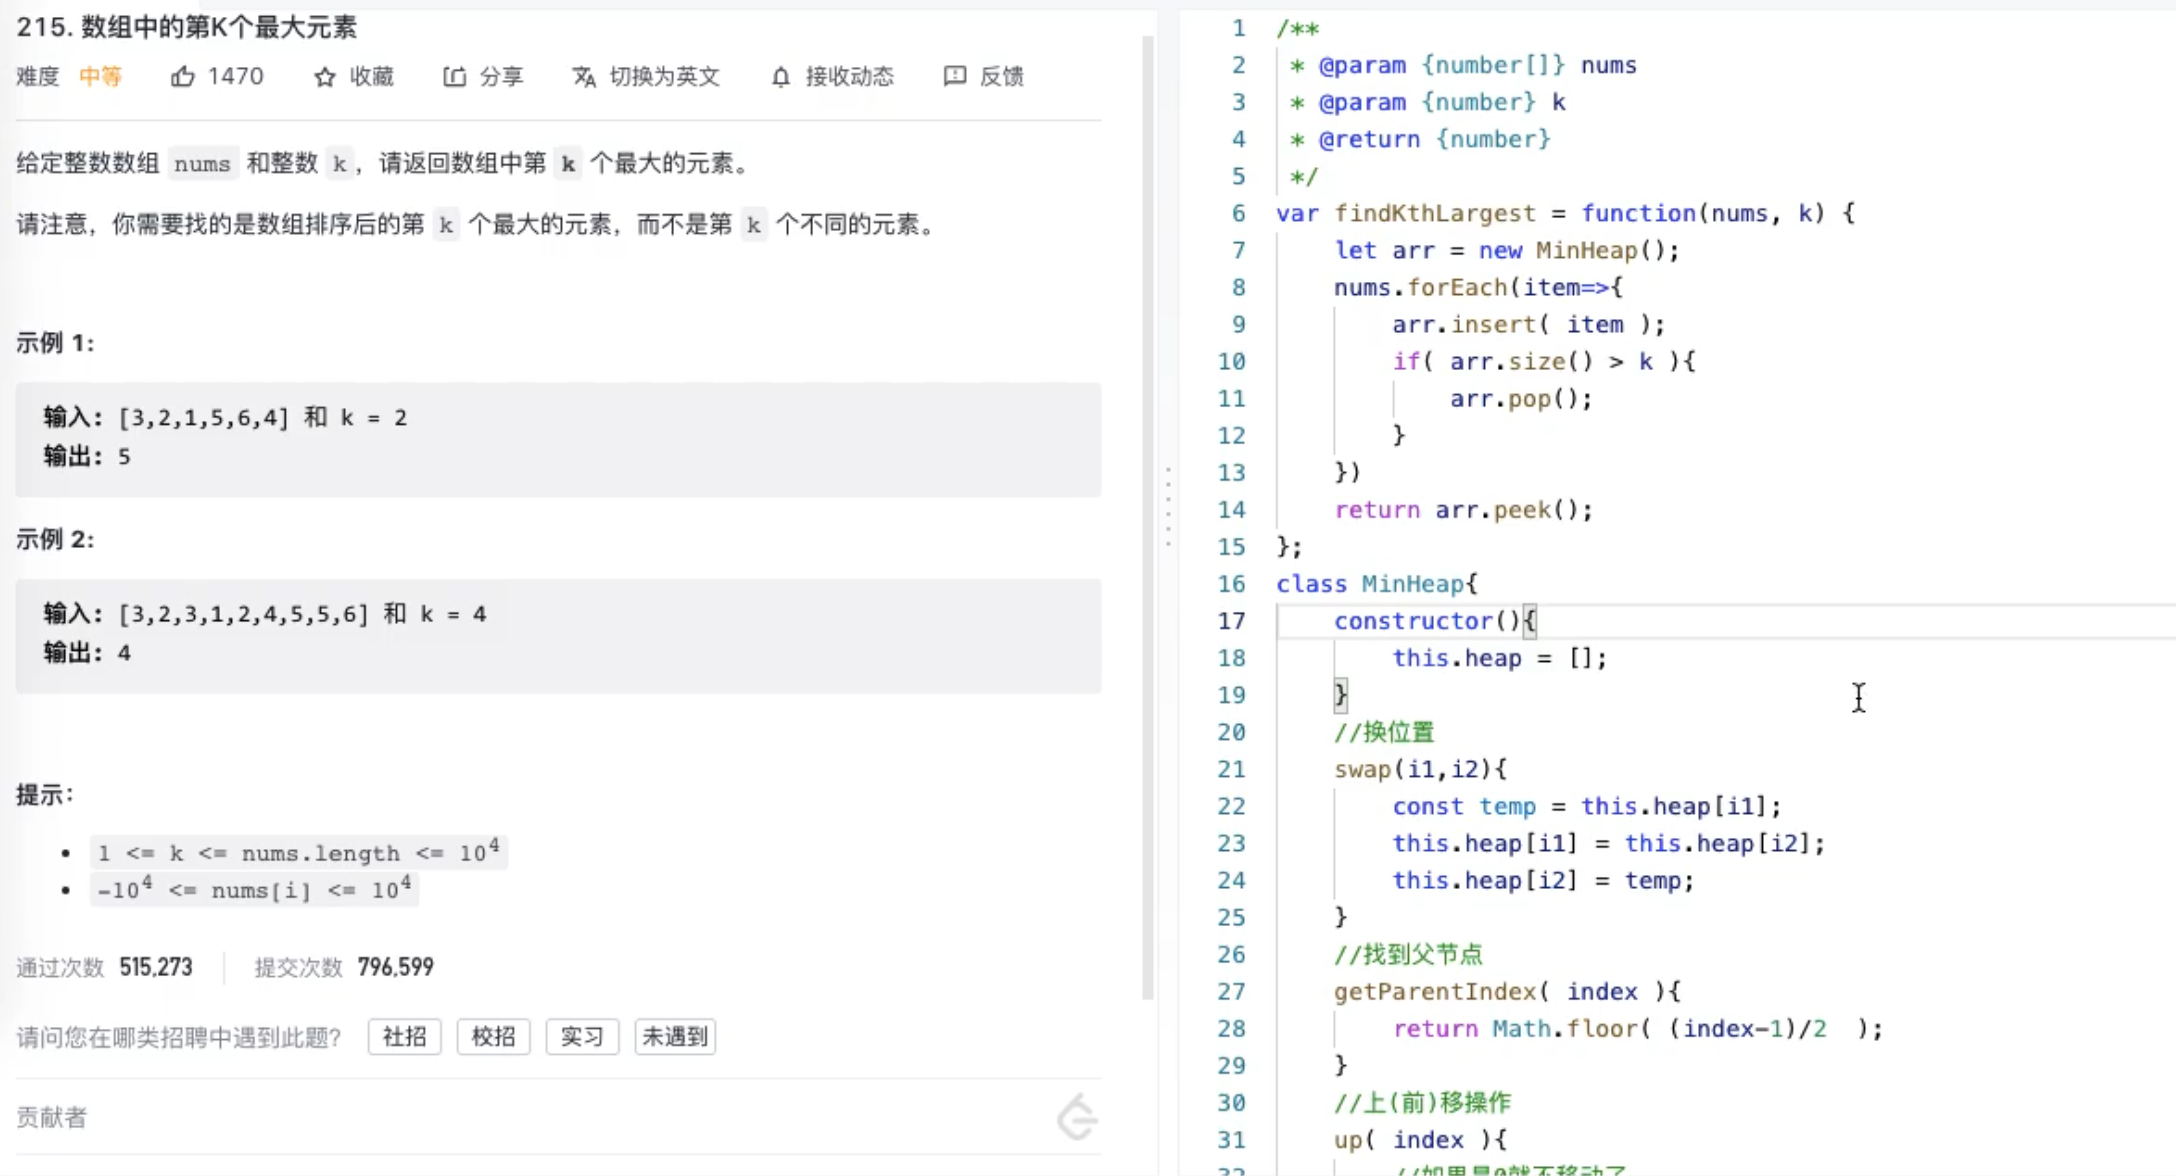 215. 数组中的第K个最大元素
难度 中等 1470 收藏 分享 切换为英文 接收动态 反馈
给定整数数组 nums 和整数 k，请返回数组中第 k 个最大的元素。
请注意，你需要找的是数组排序后的第 k 个最大的元素，而不是第 k 个不同的元素。
示例 1:
输入: [3,2,1,5,6,4] 和 k = 2
输出: 5
示例 2:
输入: [3,2,3,1,2,4,5,5,6] 和 k = 4
输出: 4
提示:
• 1 <= k <= nums.length <= 10⁴
• -10⁴ <= nums[i] <= 10⁴
通过次数 515,273 提交次数 796,599
请问您在哪类招聘中遇到此题? 社招 校招 实习 未遇到
贡献者
1 /**
2 * @param {number[]} nums
3 * @param {number} k
4 * @return {number}
5 */
6 var findKthLargest = function(nums, k) {
7 let arr = new MinHeap();
8 nums.forEach(item=>{
9 arr.insert( item );
10 if( arr.size() > k ){
11 arr.pop();
12 }
13 })
14 return arr.peek();
15 };
16 class MinHeap{
17 constructor(){
18 this.heap = [];
19 }
20 //换位置
21 swap(i1,i2){
22 const temp = this.heap[i1];
23 this.heap[i1] = this.heap[i2];
24 this.heap[i2] = temp;
25 }
26 //找到父节点
27 getParentIndex( index ){
28 return Math.floor( (index-1)/2 );
29 }
30 //上(前)移操作
31 up( index ){
32 //如果是0就不移动了